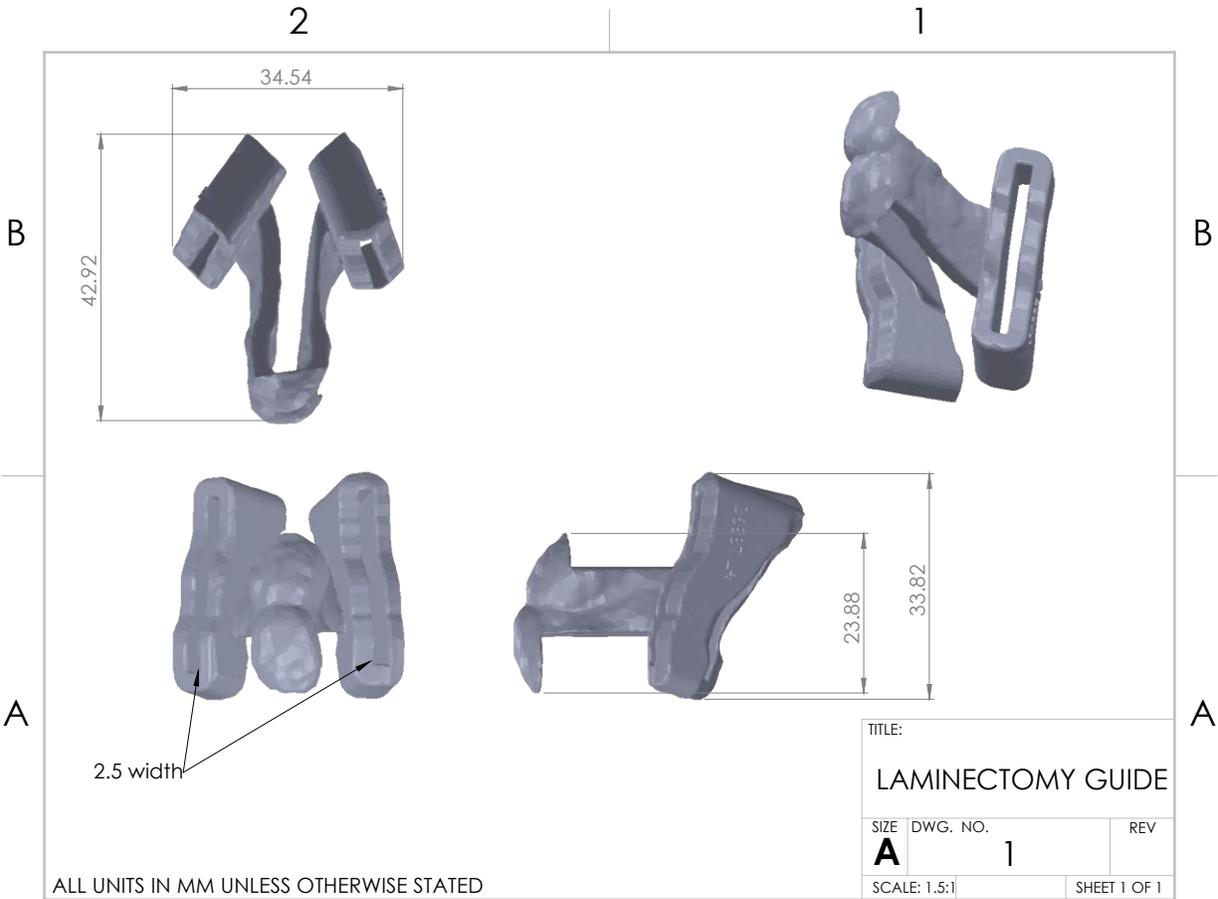 2
1
34.54
B
B
42.92
23.88
33.82
A
A
2.5 width
TITLE:
LAMINECTOMY GUIDE
SIZE
DWG. NO.
REV
A
1
SCALE: 1.5:1
SHEET 1 OF 1
ALL UNITS IN MM UNLESS OTHERWISE STATED